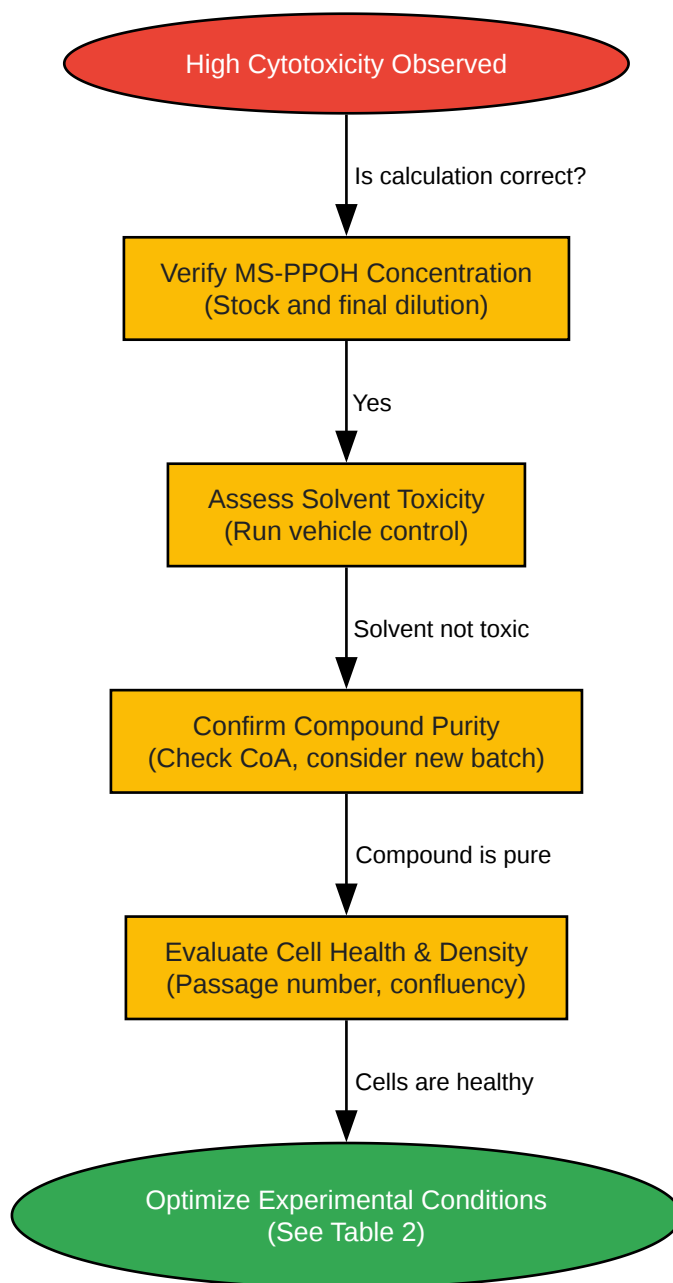 High Cytotoxicity Observed
Is calculation correct?
Verify MS-PPOH Concentration
(Stock and final dilution)
Yes
Assess Solvent Toxicity
(Run vehicle control)
Solvent not toxic
Confirm Compound Purity
(Check CoA, consider new batch)
Compound is pure
Evaluate Cell Health & Density
(Passage number, confluency)
Cells are healthy
Optimize Experimental Conditions
(See Table 2)